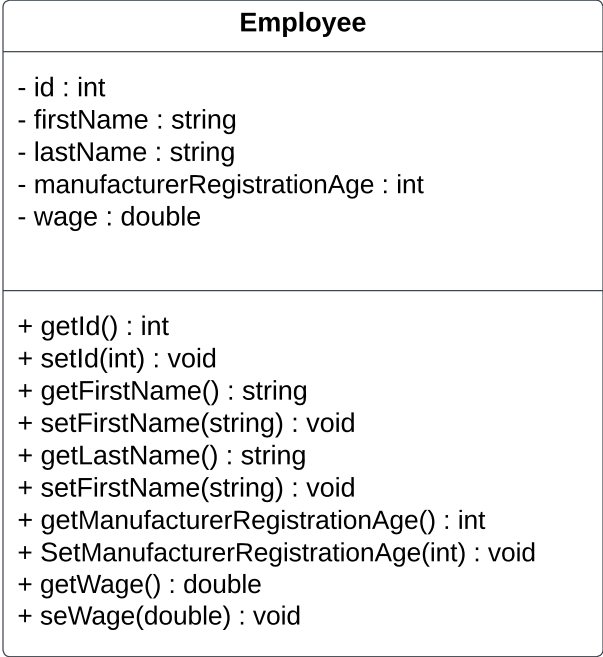 Employee
- id : int
- firstName : string
- lastName : string
- manufacturerRegistrationAge : int
- wage : double
+ getId() : int
+ setId(int) : void
+ getFirstName() : string
+ setFirstName(string) : void
+ getLastName() : string
+ setFirstName(string) : void
+ getManufacturerRegistrationAge() : int
+ SetManufacturerRegistrationAge(int) : void
+ getWage() : double
+ seWage(double) : void